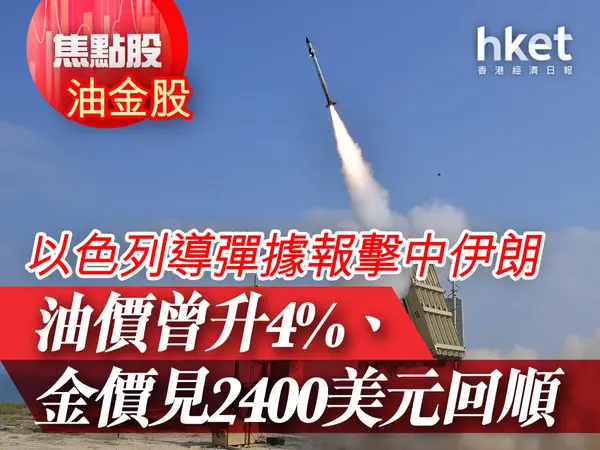 焦點股
油金股
hket
香港經濟日報
以色列導彈據報擊中伊朗
油價曾升4%、
金價見2400美元回順